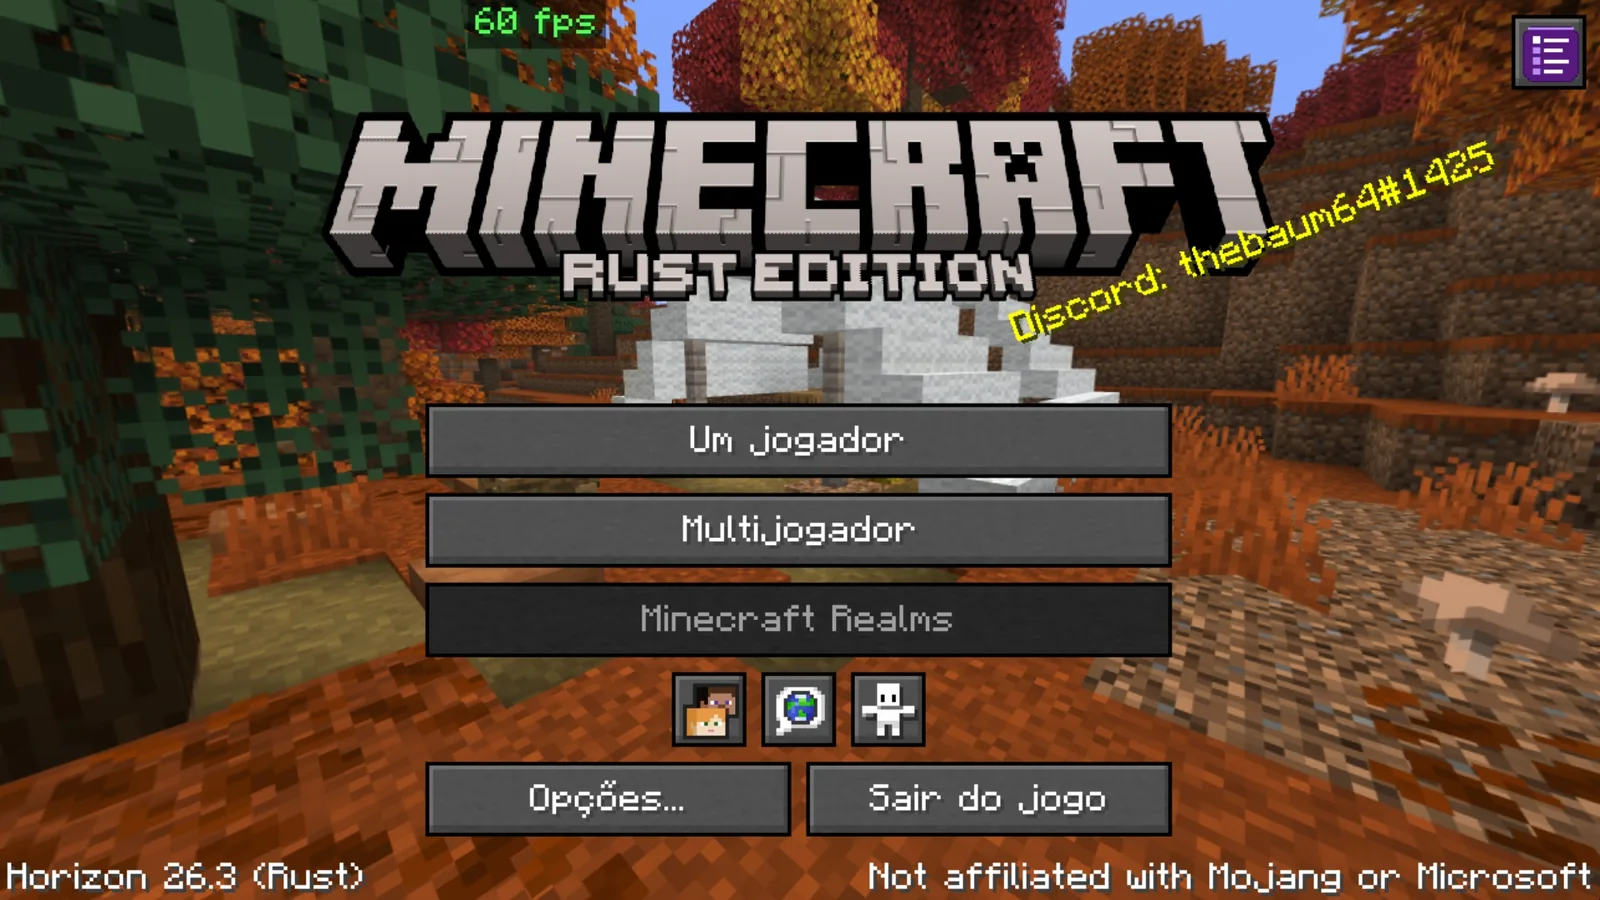 60 fps
MINECRAFT
RUST EDITION
Discord: thebaum64#1425
Um jogador
Multijogador
Minecraft Realms
Opções...
Sair do jogo
Horizon 26.3 (Rust)
Not affiliated with Mojang or Microsoft